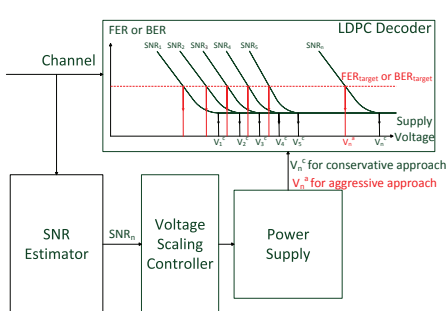 LDPC Decoder
FER or BER
Channel
SNR₁ SNR₂ SNR₃ SNR₄ SNR₅ SNRₙ
FERtarget or BERtarget
Supply
Voltage
V₁ᶜ V₂ᶜ V₃ᶜ V₄ᶜ V₅ᶜ Vₙᵃ Vₙᶜ
Vₙᶜ for conservative approach
Vₙᵃ for aggressive approach
SNR
Estimator
SNRₙ
Voltage
Scaling
Controller
Power
Supply